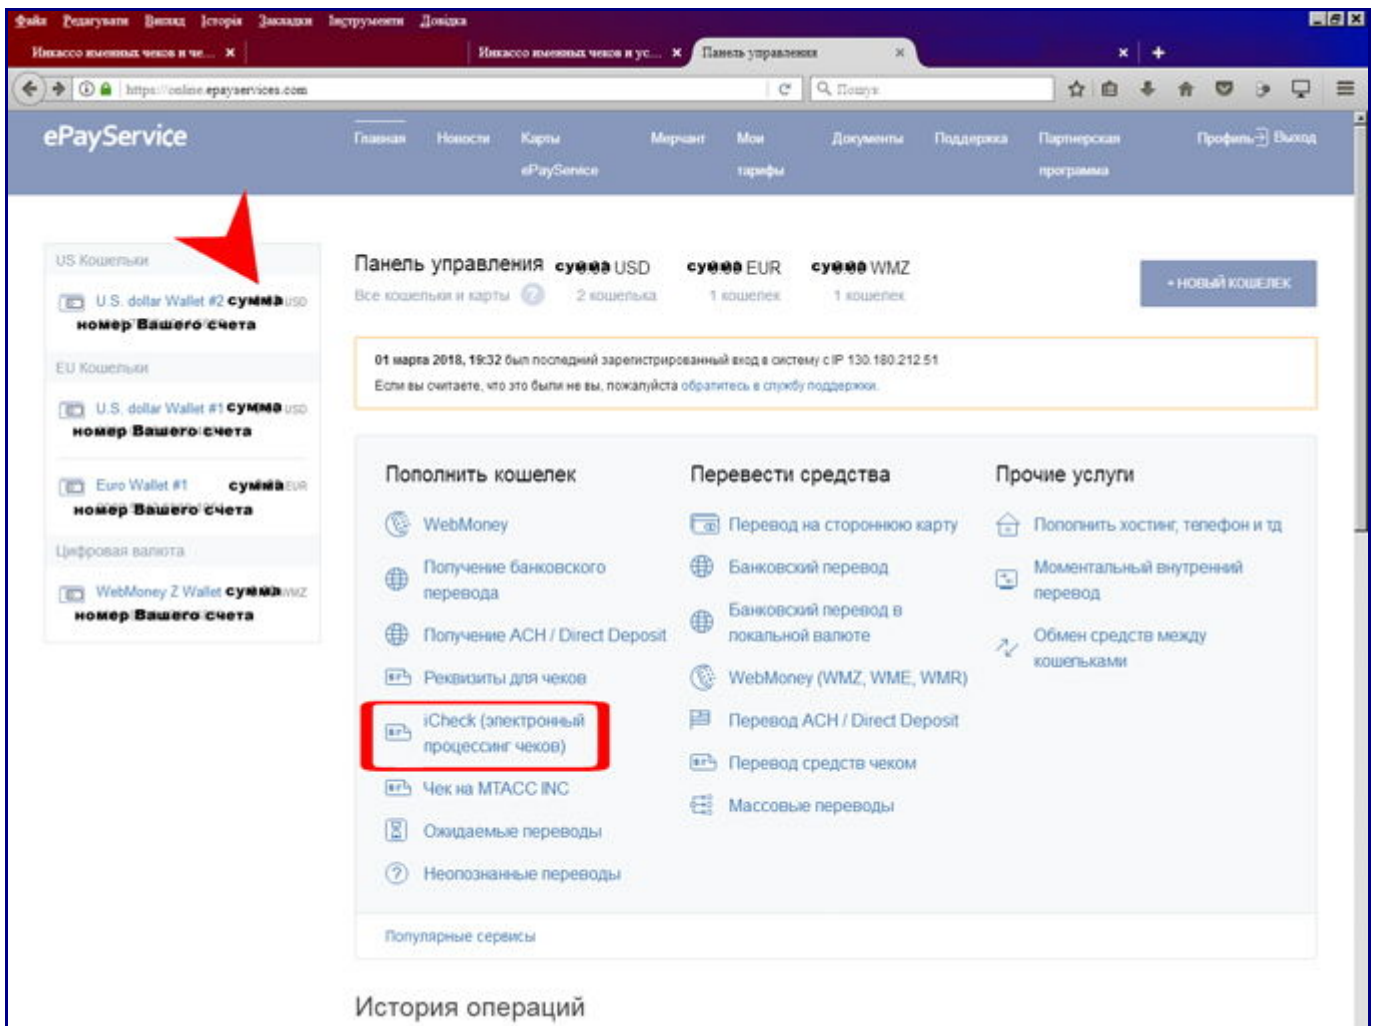 Файл Редагувати Вигляд Історія Закладки Інструменти Довідка
Инкассо именных чеков и че... Инкассо именных чеков и ус... Панель управления
https://online.epayservices.com Пошук
ePayService
Главная Новости Карты ePayService Мерчант Мои тарифы Документы Поддержка Партнерская программа Профиль Выход
US Кошельки
U.S. dollar Wallet #2 сумма USD
номер Вашего счета
EU Кошельки
U.S. dollar Wallet #1 сумма USD
номер Вашего счета
Euro Wallet #1 сумма EUR
номер Вашего счета
Цифровая валюта
WebMoney Z Wallet сумма WMZ
номер Вашего счета
Панель управления сумма USD сумма EUR сумма WMZ
Все кошельки и карты ? 2 кошелька 1 кошелек 1 кошелек
+ НОВЫЙ КОШЕЛЕК
01 марта 2018, 19:32 был последний зарегистрированный вход в систему с IP 130.180.212.51
Если вы считаете, что это были не вы, пожалуйста обратитесь в службу поддержки.
Пополнить кошелек
WebMoney
Получение банковского
перевода
Получение ACH / Direct Deposit
Реквизиты для чеков
iCheck (электронный
процессинг чеков)
Чек на MTACC INC
Ожидаемые переводы
Неопознанные переводы
Перевести средства
Перевод на стороннюю карту
Банковский перевод
Банковский перевод в
локальной валюте
WebMoney (WMZ, WME, WMR)
Перевод ACH / Direct Deposit
Перевод средств чеком
Массовые переводы
Прочие услуги
Пополнить хостинг, телефон и тд
Моментальный внутренний
перевод
Обмен средств между
кошельками
Популярные сервисы
История операций